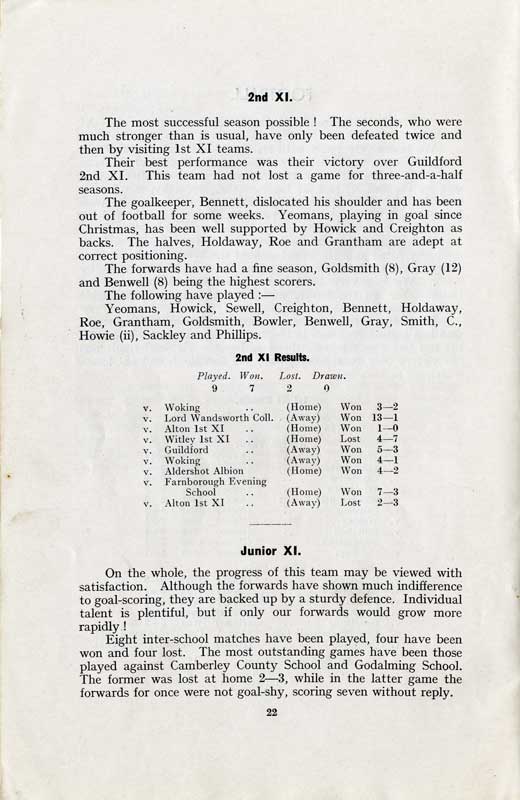 2nd XI.
The most successful season possible ! The seconds, who were
much stronger than is usual, have only been defeated twice and
then by visiting 1st XI teams.
Their best performance was their victory over Guildford
2nd XI. This team had not lost a game for three-and-a-half
seasons.
The goalkeeper, Bennett, dislocated his shoulder and has been
out of football for some weeks. Yeomans, playing in goal since
Christmas, has been well supported by Howick and Creighton as
backs. The halves, Holdaway, Roe and Grantham are adept at
correct positioning.
The forwards have had a fine season, Goldsmith (8), Gray (12)
and Benwell (8) being the highest scorers.
The following have played :—
Yeomans, Howick, Sewell, Creighton, Bennett, Holdaway,
Roe, Grantham, Goldsmith, Bowler, Benwell, Gray, Smith, C.,
Howie (ii), Sackley and Phillips.
2nd XI Results.
Played. Won. Lost. Drawn.
9 7 2 0
v. Woking .. (Home) Won 3—2
v. Lord Wandsworth Coll. (Away) Won 13—1
v. Alton 1st XI .. (Home) Won 1—0
v. Witley 1st XI .. (Home) Lost 4—7
v. Guildford .. (Away) Won 5—3
v. Woking .. (Away) Won 4—1
v. Aldershot Albion (Home) Won 4—2
v. Farnborough Evening
School .. (Home) Won 7—3
v. Alton 1st XI .. (Away) Lost 2—3
Junior XI.
On the whole, the progress of this team may be viewed with
satisfaction. Although the forwards have shown much indifference
to goal-scoring, they are backed up by a sturdy defence. Individual
talent is plentiful, but if only our forwards would grow more
rapidly !
Eight inter-school matches have been played, four have been
won and four lost. The most outstanding games have been those
played against Camberley County School and Godalming School.
The former was lost at home 2—3, while in the latter game the
forwards for once were not goal-shy, scoring seven without reply.
22